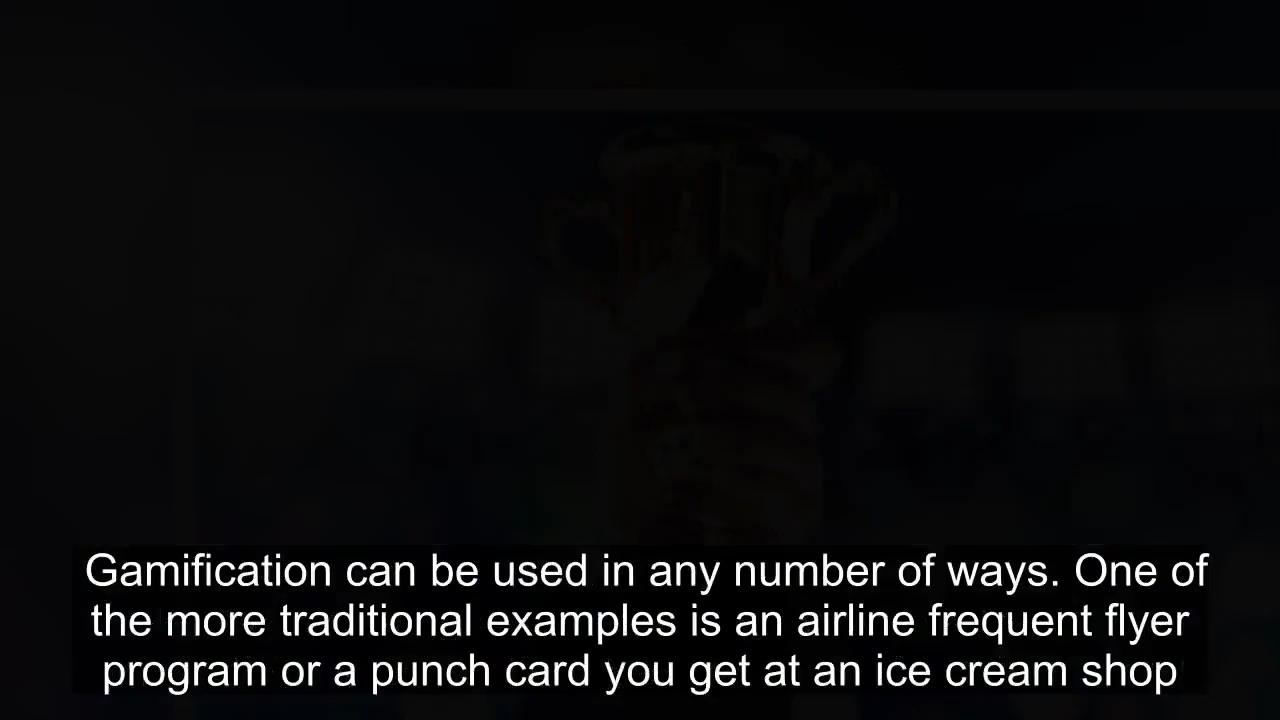 Gamification can be used in any number of ways. One of
the more traditional examples is an airline frequent flyer
program or a punch card you get at an ice cream shop